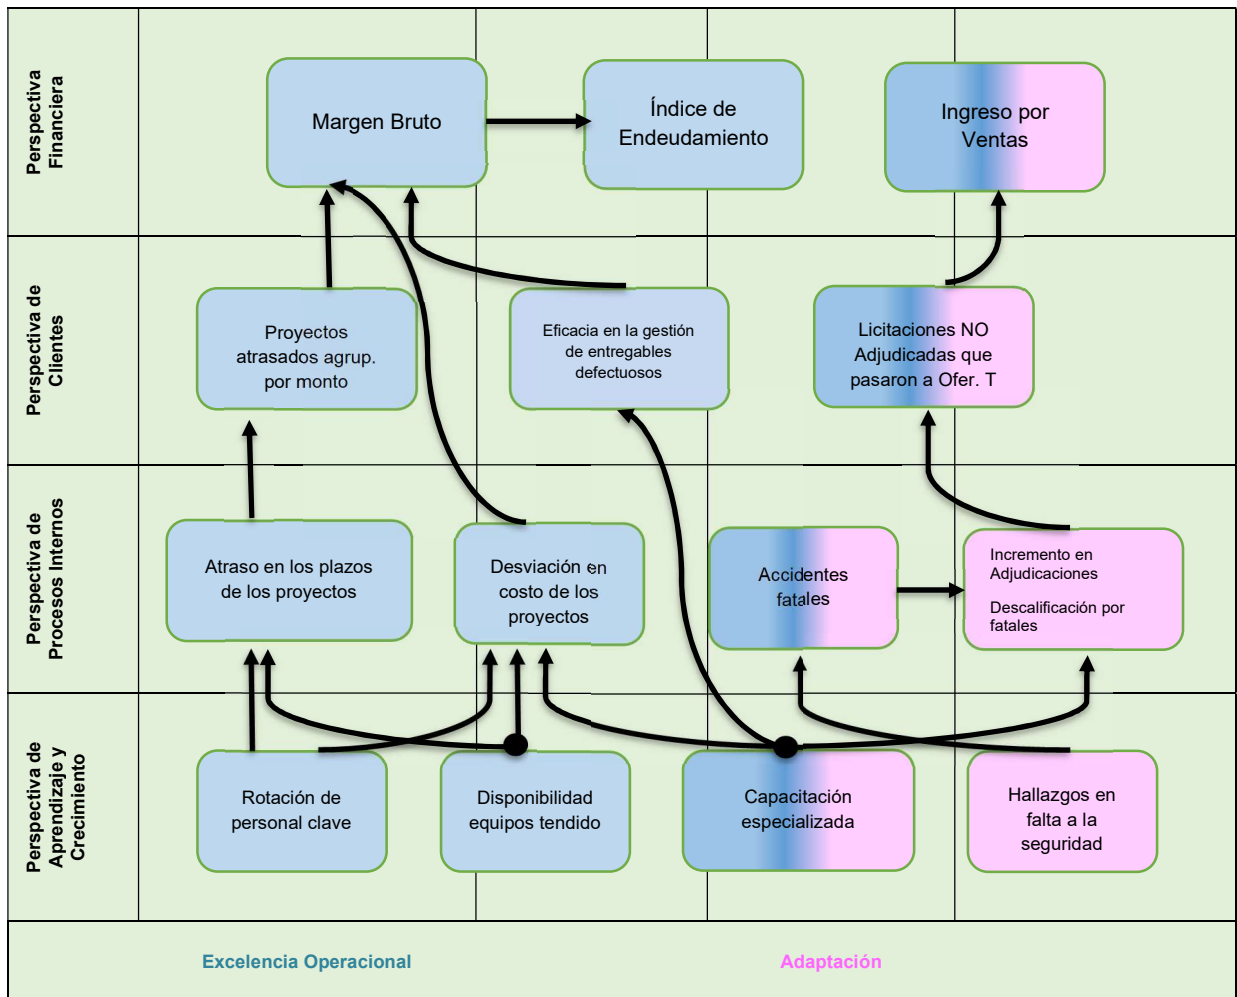 Perspectiva
Financiera
Margen Bruto
Índice de
Endeudamiento
Ingreso por
Ventas
Perspectiva de
Clientes
Proyectos
atrasados agrup.
por monto
Eficacia en la gestión
de entregables
defectuosos
Licitaciones NO
Adjudicadas que
pasaron a Ofer. T
Perspectiva de
Procesos Internos
Atraso en los plazos
de los proyectos
Desviación en
costo de los
proyectos
Accidentes
fatales
Incremento en
Adjudicaciones
Descalificación por
fatales
Perspectiva de
Aprendizaje y
Crecimiento
Rotación de
personal clave
Disponibilidad
equipos tendido
Capacitación
especializada
Hallazgos en
falta a la
seguridad
Excelencia Operacional
Adaptación